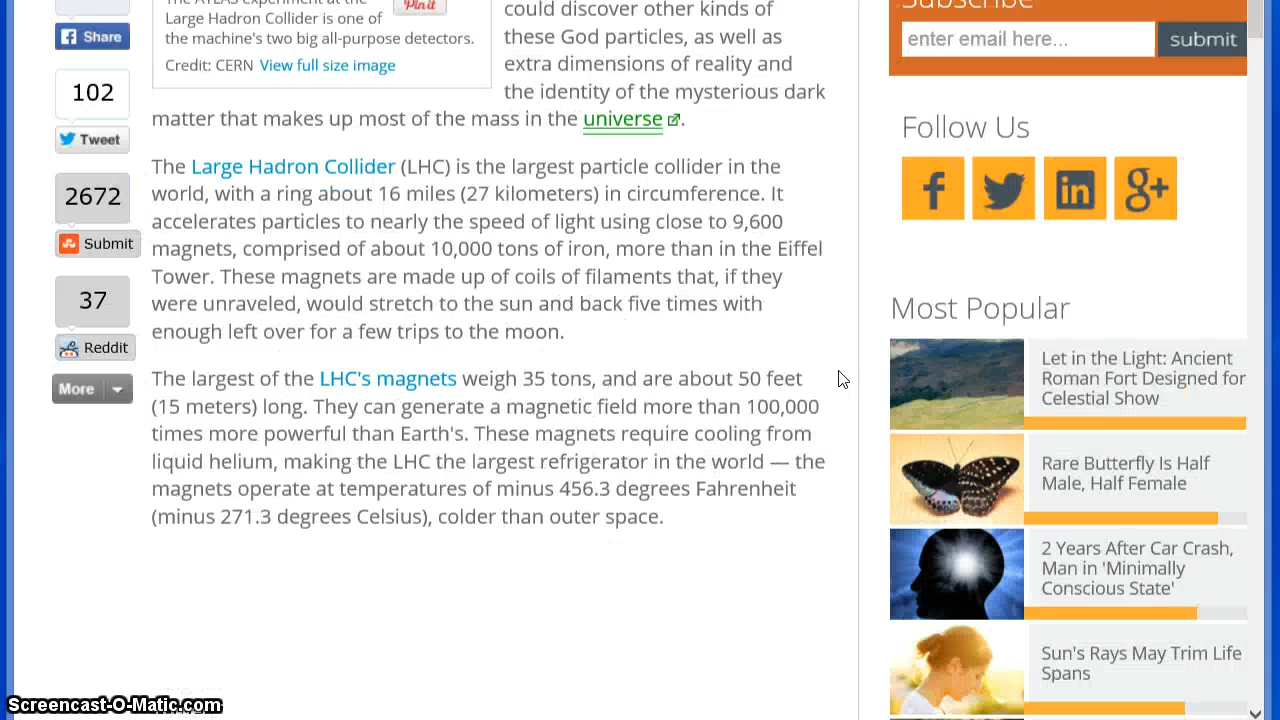 The ATLAS experiment at the
Large Hadron Collider is one of
the machine's two big all-purpose detectors.
Credit: CERN View full size image
Pin it
could discover other kinds of
these God particles, as well as
extra dimensions of reality and
the identity of the mysterious dark
matter that makes up most of the mass in the universe.
The Large Hadron Collider (LHC) is the largest particle collider in the
world, with a ring about 16 miles (27 kilometers) in circumference. It
accelerates particles to nearly the speed of light using close to 9,600
magnets, comprised of about 10,000 tons of iron, more than in the Eiffel
Tower. These magnets are made up of coils of filaments that, if they
were unraveled, would stretch to the sun and back five times with
enough left over for a few trips to the moon.
The largest of the LHC's magnets weigh 35 tons, and are about 50 feet
(15 meters) long. They can generate a magnetic field more than 100,000
times more powerful than Earth's. These magnets require cooling from
liquid helium, making the LHC the largest refrigerator in the world — the
magnets operate at temperatures of minus 456.3 degrees Fahrenheit
(minus 271.3 degrees Celsius), colder than outer space.
Share
102
Tweet
2672
Submit
37
Reddit
More
Subscribe
enter email here...
submit
Follow Us
f
in
g+
Most Popular
Let in the Light: Ancient
Roman Fort Designed for
Celestial Show
Rare Butterfly Is Half
Male, Half Female
2 Years After Car Crash,
Man in 'Minimally
Conscious State'
Sun's Rays May Trim Life
Spans
Screencast-O-Matic.com